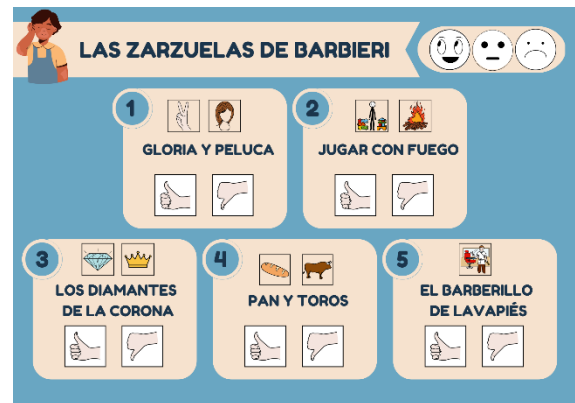 LAS ZARZUELAS DE BARBIERI
1
GLORIA Y PELUCA
2
JUGAR CON FUEGO
3
LOS DIAMANTES
DE LA CORONA
4
PAN Y TOROS
5
EL BARBERILLO
DE LAVAPIÉS